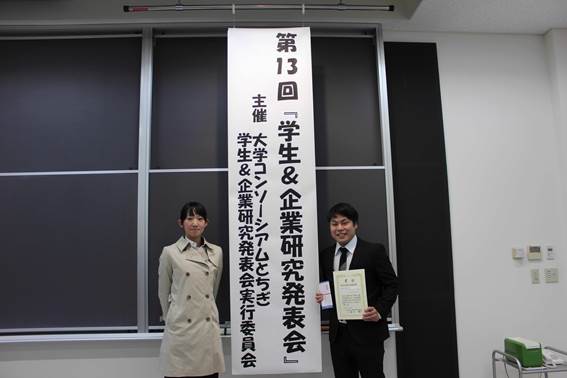 第13回『学生&企業研究発表会』
主催 大学コンソーシアムとちぎ
学生&企業研究発表会実行委員会
賞状